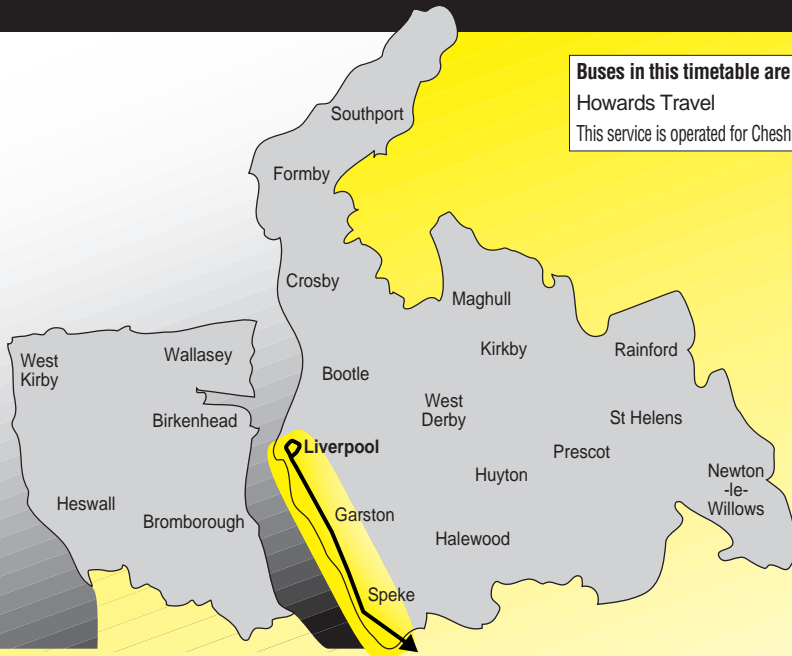 Buses in this timetable are
Howards Travel
This service is operated for Chesh
Southport
Formby
Crosby
Maghull
Kirkby
Rainford
West
Kirby
Wallasey
Bootle
West
Derby
Birkenhead
St Helens
Liverpool
Prescot
Huyton
Newton
-le-
Willows
Heswall
Bromborough
Garston
Halewood
Speke